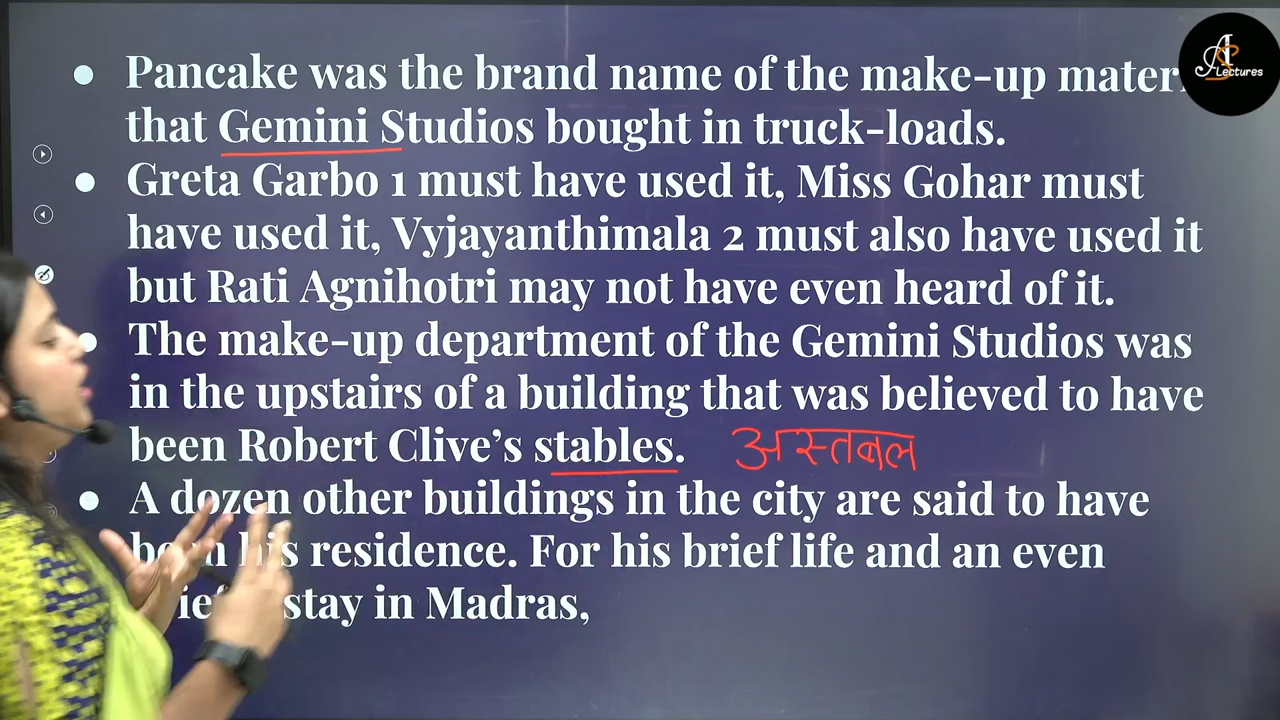 Pancake was the brand name of the make-up mater
that Gemini Studios bought in truck-loads.
Greta Garbo 1 must have used it, Miss Gohar must
have used it, Vyjayanthimala 2 must also have used it
but Rati Agnihotri may not have even heard of it.
The make-up department of the Gemini Studios was
in the upstairs of a building that was believed to have
been Robert Clive's stables. अस्तबल
A dozen other buildings in the city are said to have
his residence. For his brief life and an even
stay in Madras,
AS Lectures